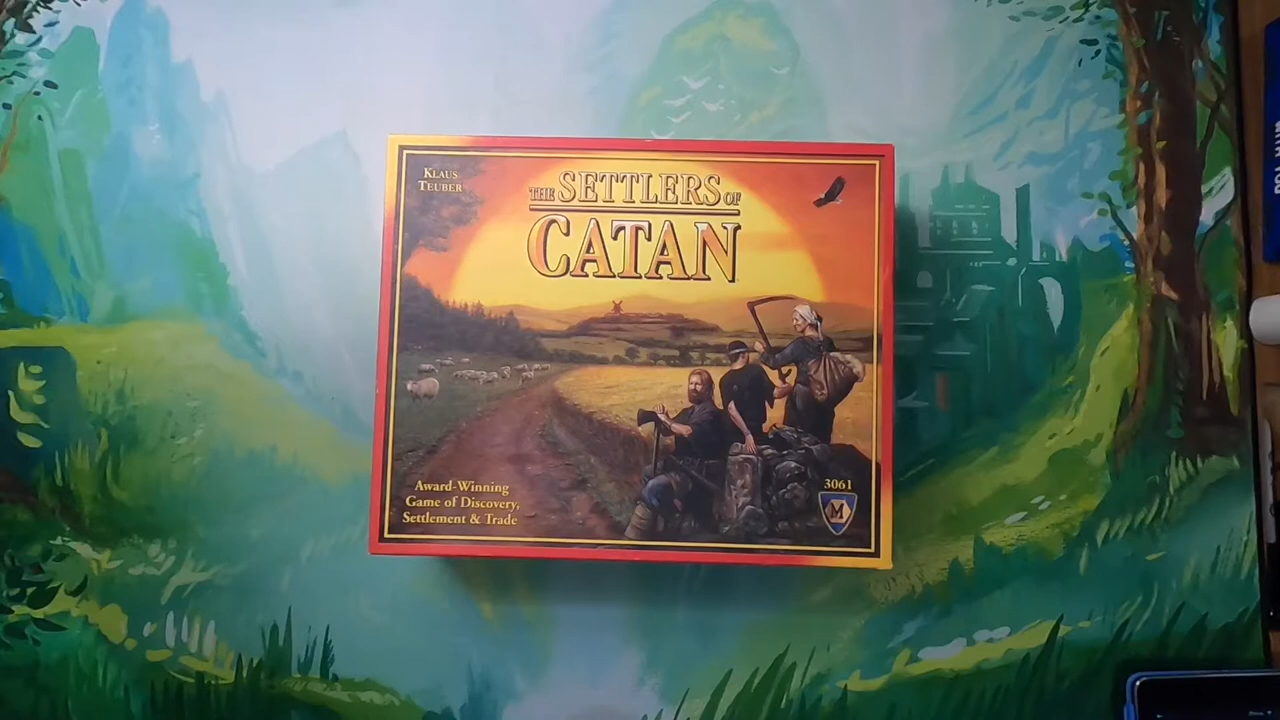 KLAUS
TEUBER
THE SETTLERS OF
CATAN
Award-Winning
Game of Discovery,
Settlement & Trade
3061
M